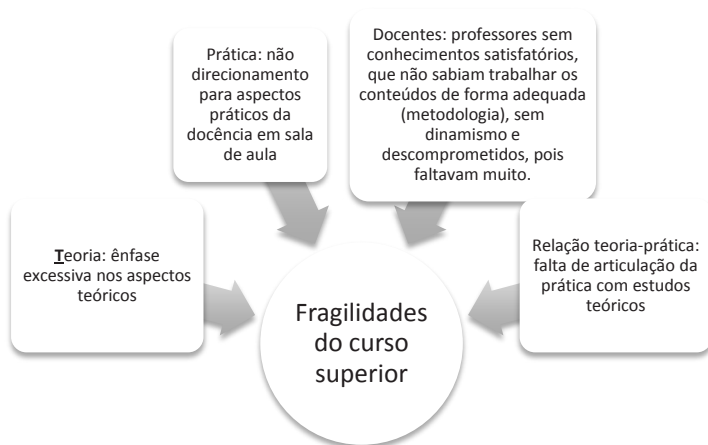 Prática: não
direcionamento
para aspectos
práticos da
docência em sala
de aula
Docentes: professores sem
conhecimentos satisfatórios,
que não sabiam trabalhar os
conteúdos de forma adequada
(metodologia), sem
dinamismo e
descomprometidos, pois
faltavam muito.
Teoria: ênfase
excessiva nos aspectos
teóricos
Relação teoria-prática:
falta de articulação da
prática com estudos
teóricos
Fragilidades
do curso
superior